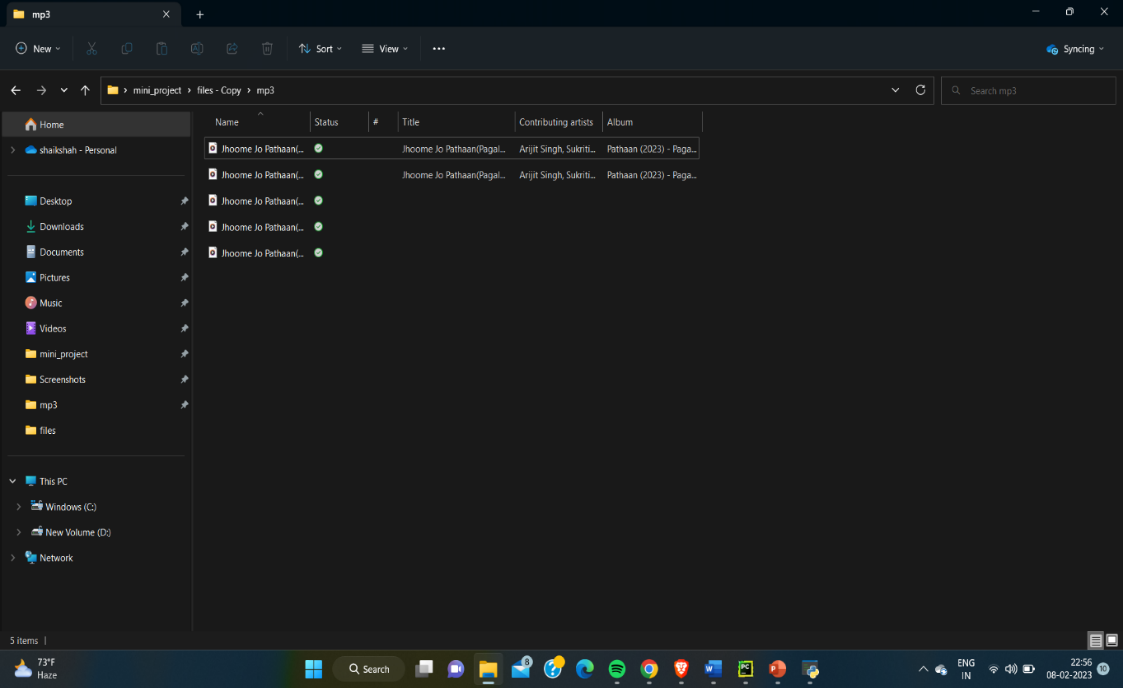 mp3
New
Sort
View
Syncing
mini_project > files - Copy > mp3
Search mp3
Home
shaikshah - Personal
Desktop
Downloads
Documents
Pictures
Music
Videos
mini_project
Screenshots
mp3
files
This PC
Windows (C:)
New Volume (D:)
Network
Name Status # Title Contributing artists Album
Jhoome Jo Pathaan(... Jhoome Jo Pathaan(Pagal... Arijit Singh, Sukriti... Pathaan (2023) - Paga...
Jhoome Jo Pathaan(... Jhoome Jo Pathaan(Pagal... Arijit Singh, Sukriti... Pathaan (2023) - Paga...
Jhoome Jo Pathaan(...
Jhoome Jo Pathaan(...
Jhoome Jo Pathaan(...
5 items
73°F
Haze
Search
8
W
PC
P
ENG
IN
22:56
08-02-2023
10